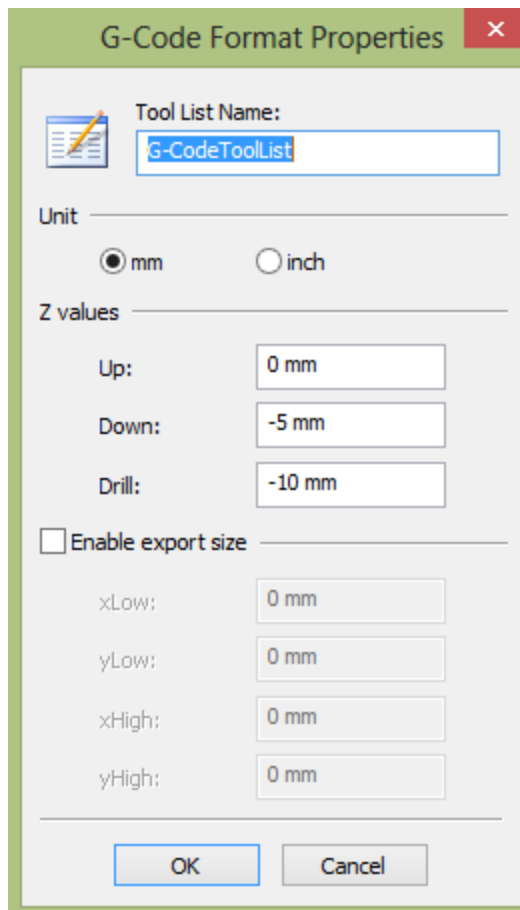 G-Code Format Properties
Tool List Name:
G-CodeToolList
Unit
mm inch
Z values
Up: 0 mm
Down: -5 mm
Drill: -10 mm
Enable export size
xLow: 0 mm
yLow: 0 mm
xHigh: 0 mm
yHigh: 0 mm
OK Cancel